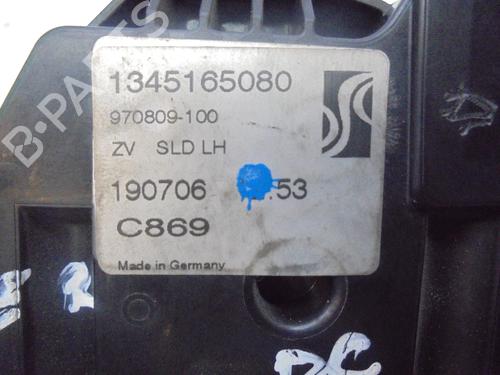 1345165080
970809-100
ZV SLD LH
190706 .53
C869
Made in Germany
B-PARTS